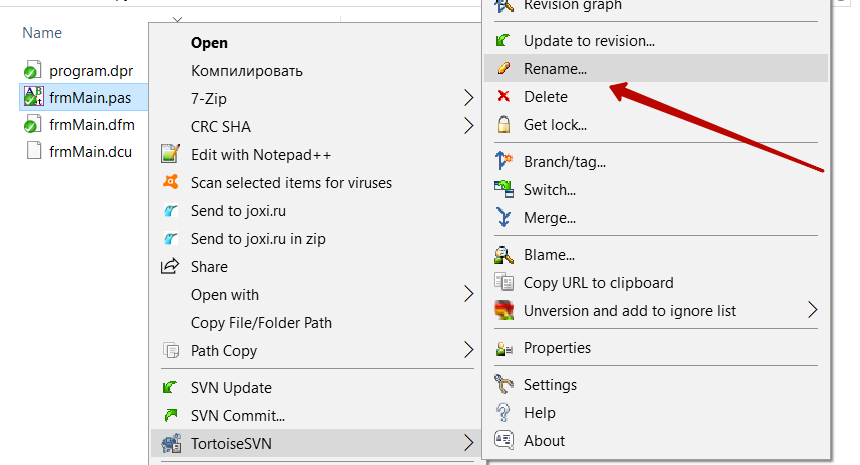 Name
program.dpr
frmMain.pas
frmMain.dfm
frmMain.dcu
Open
Компилировать
7-Zip
CRC SHA
Edit with Notepad++
Scan selected items for viruses
Send to joxi.ru
Send to joxi.ru in zip
Share
Open with
Copy File/Folder Path
Path Copy
SVN Update
SVN Commit...
TortoiseSVN
Revision graph
Update to revision...
Rename...
Delete
Get lock...
Branch/tag...
Switch...
Merge...
Blame...
Copy URL to clipboard
Unversion and add to ignore list
Properties
Settings
Help
About